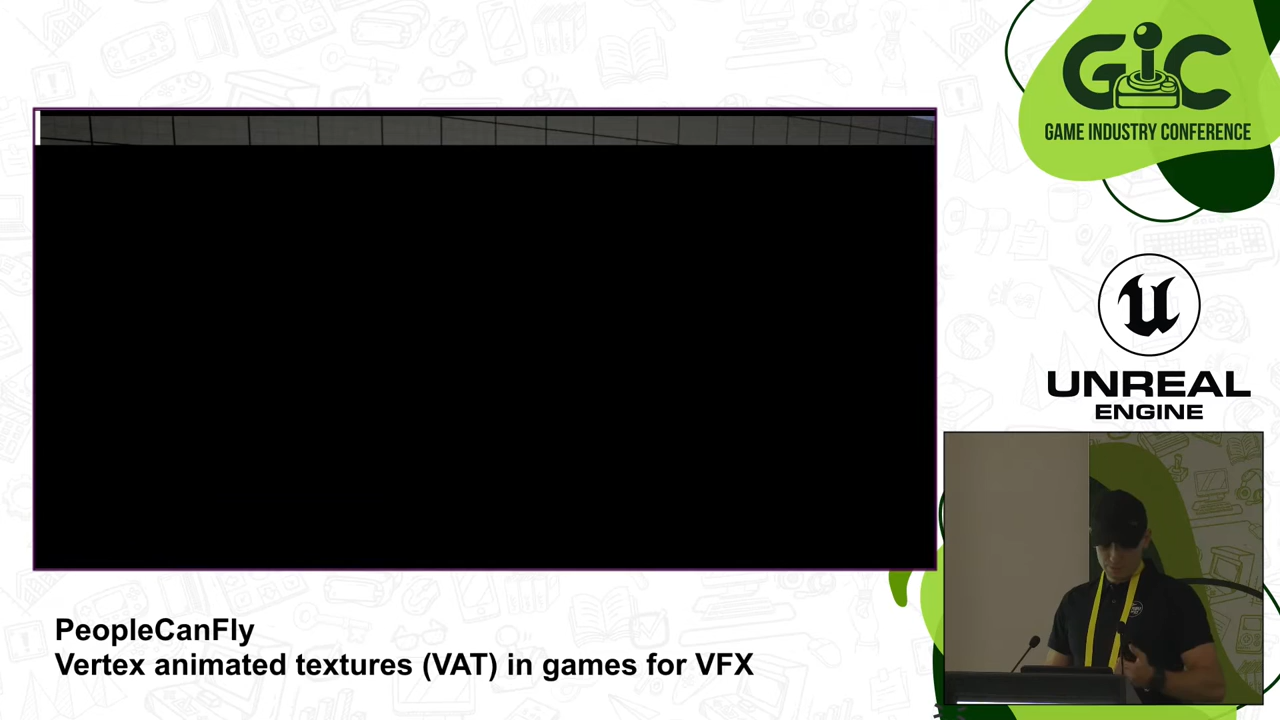 GIC
GAME INDUSTRY CONFERENCE
UNREAL
ENGINE
PeopleCanFly
Vertex animated textures (VAT) in games for VFX